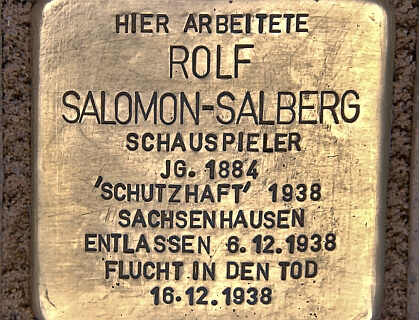 HIER ARBEITETE
ROLF
SALOMON-SALBERG
SCHAUSPIELER
JG. 1884
'SCHUTZHAFT' 1938
SACHSENHAUSEN
ENTLASSEN 6.12.1938
FLUCHT IN DEN TOD
16.12.1938